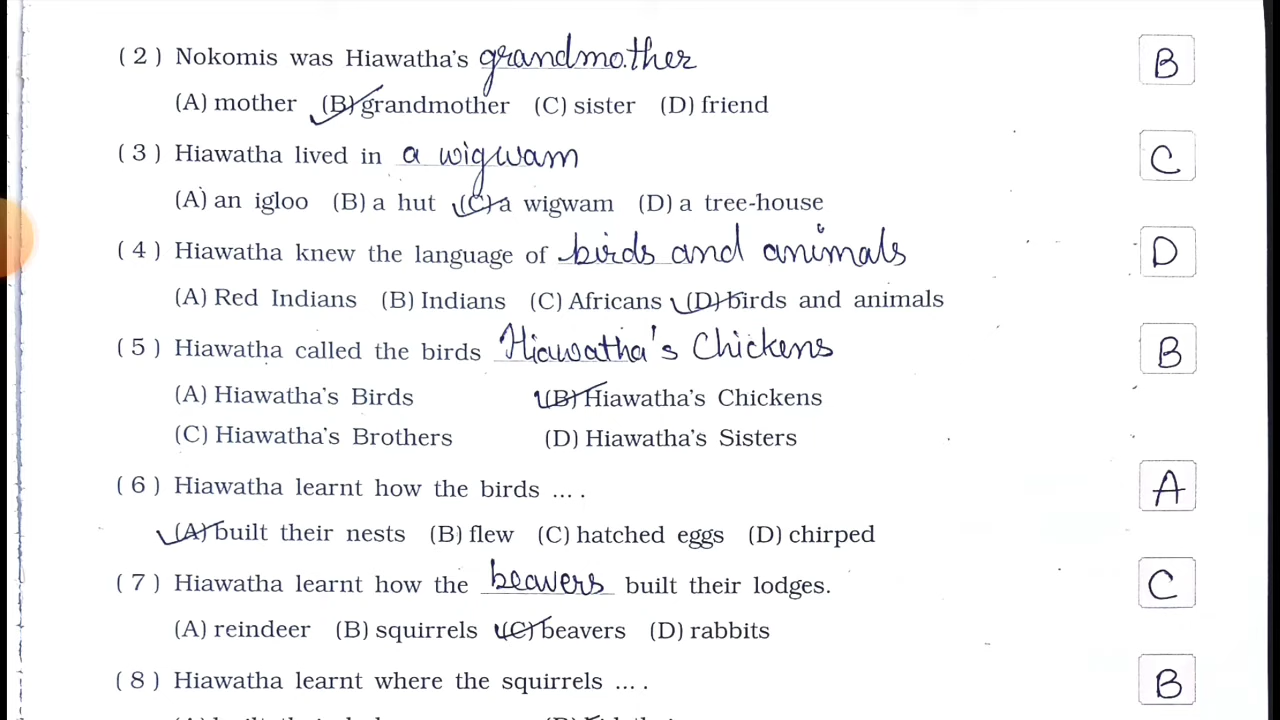 ( 2 ) Nokomis was Hiawatha's grandmother B
(A) mother (B) grandmother (C) sister (D) friend
( 3 ) Hiawatha lived in a wigwam C
(A) an igloo (B) a hut (C) a wigwam (D) a tree-house
( 4 ) Hiawatha knew the language of birds and animals D
(A) Red Indians (B) Indians (C) Africans (D) birds and animals
( 5 ) Hiawatha called the birds Hiawatha's Chickens B
(A) Hiawatha's Birds (B) Hiawatha's Chickens
(C) Hiawatha's Brothers (D) Hiawatha's Sisters
( 6 ) Hiawatha learnt how the birds .... A
(A) built their nests (B) flew (C) hatched eggs (D) chirped
( 7 ) Hiawatha learnt how the beavers built their lodges. C
(A) reindeer (B) squirrels (C) beavers (D) rabbits
( 8 ) Hiawatha learnt where the squirrels .... B